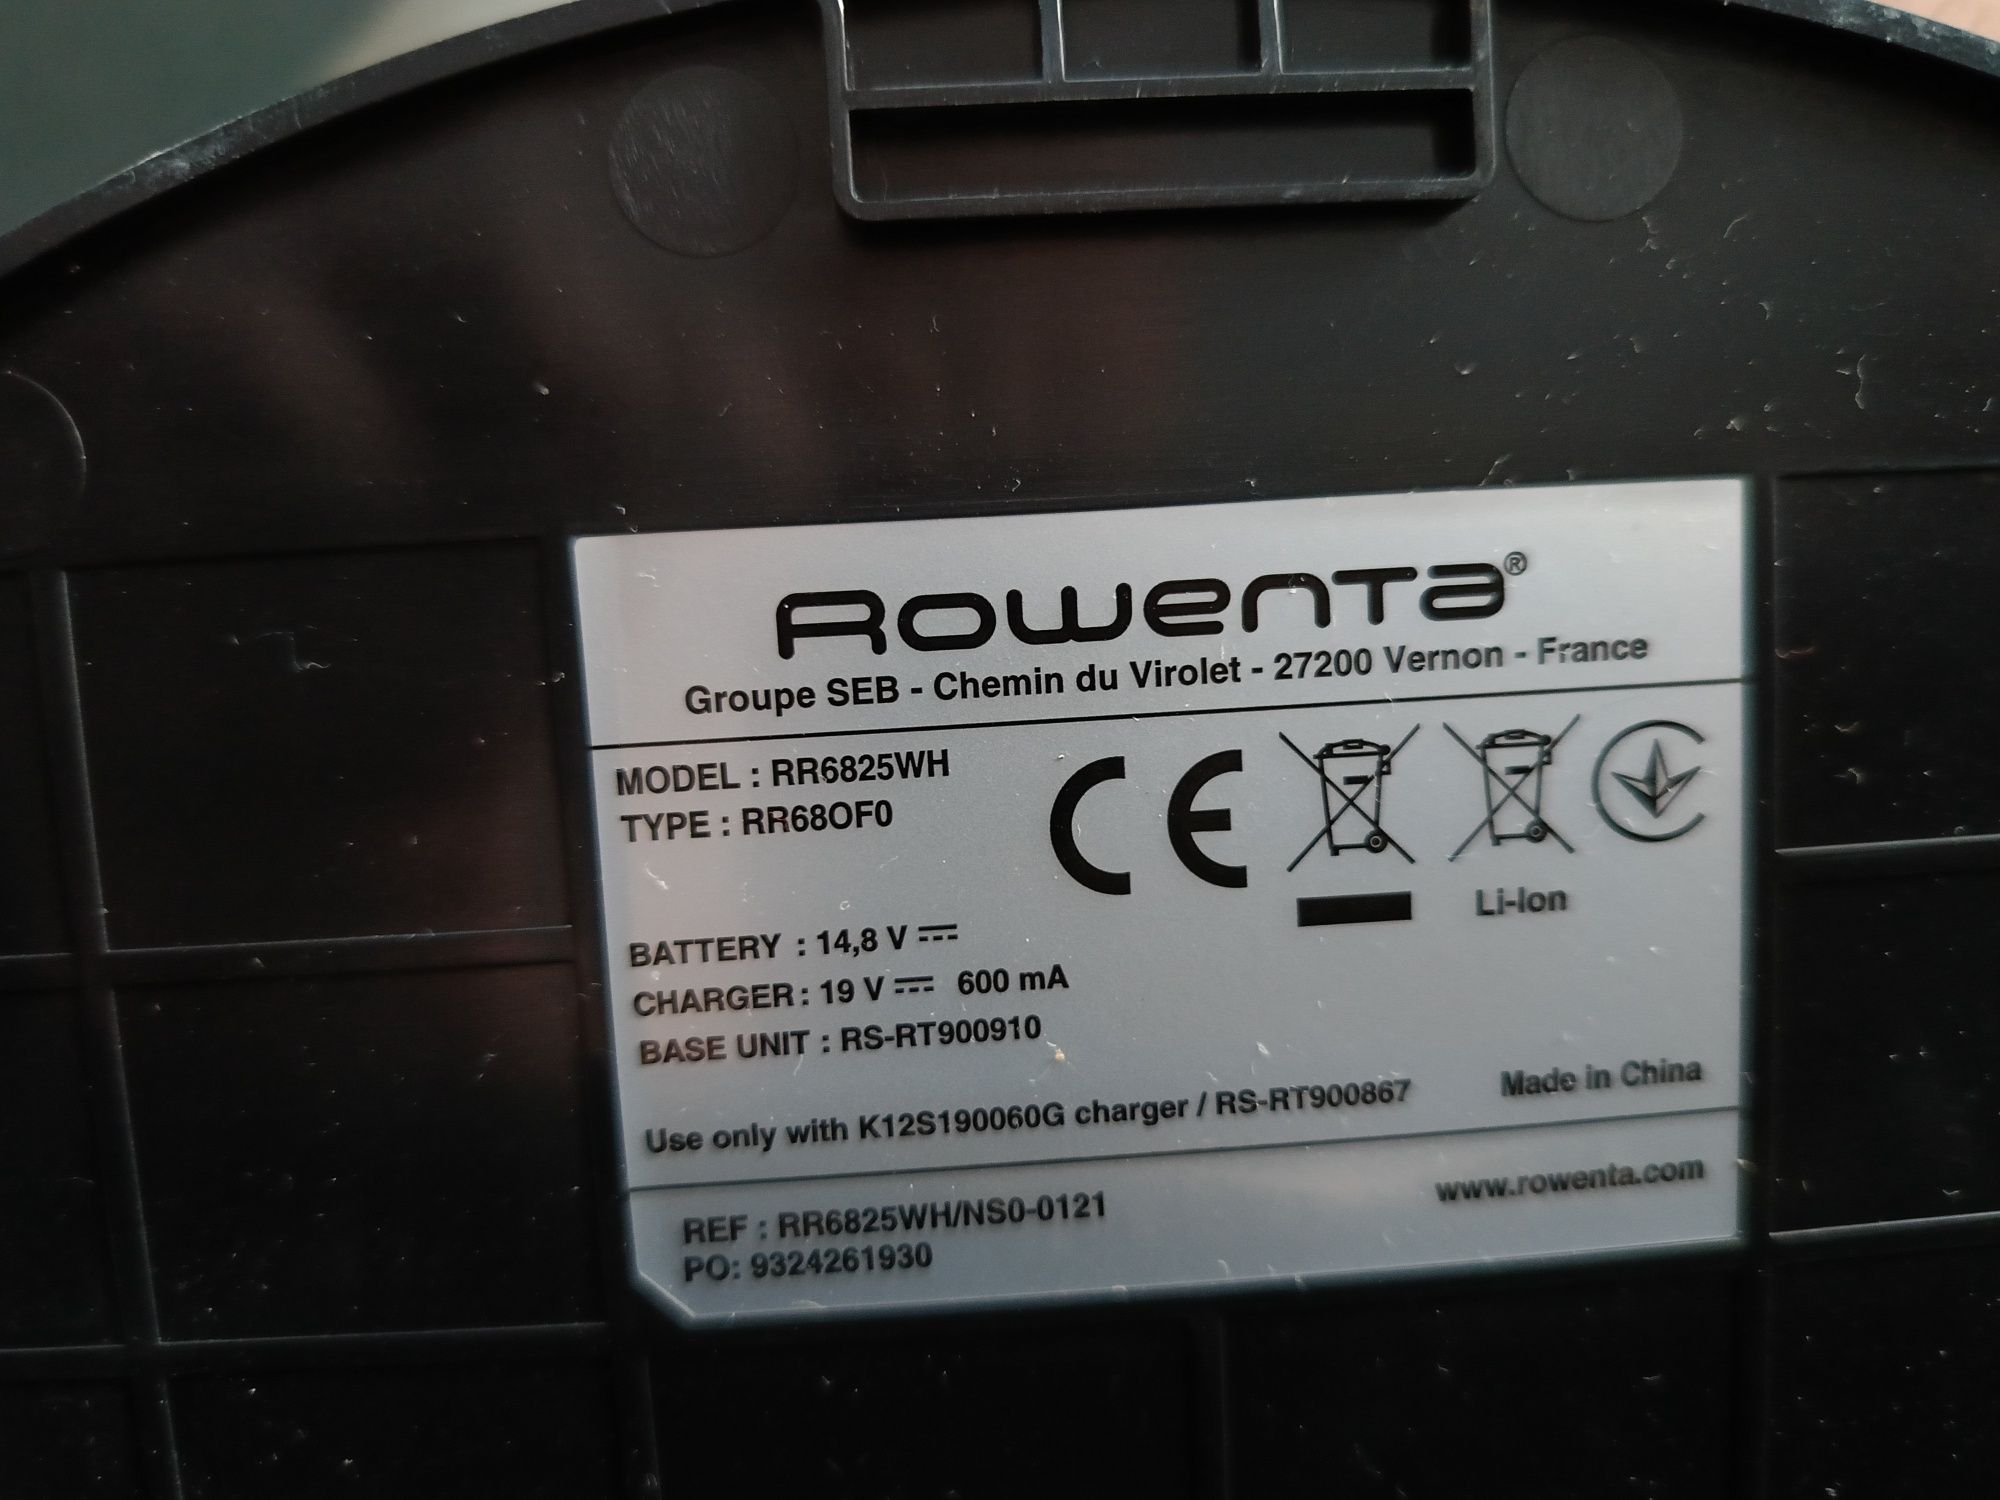 Rowenta®
Groupe SEB - Chemin du Virolet - 27200 Vernon - France
MODEL : RR6825WH
TYPE : RR68OF0
CE
Li-Ion
BATTERY : 14,8 V
CHARGER : 19 V 600 mA
BASE UNIT : RS-RT900910
Use only with K12S190060G charger / RS-RT900867
Made in China
REF : RR6825WH/NS0-0121
PO: 9324261930
www.rowenta.com